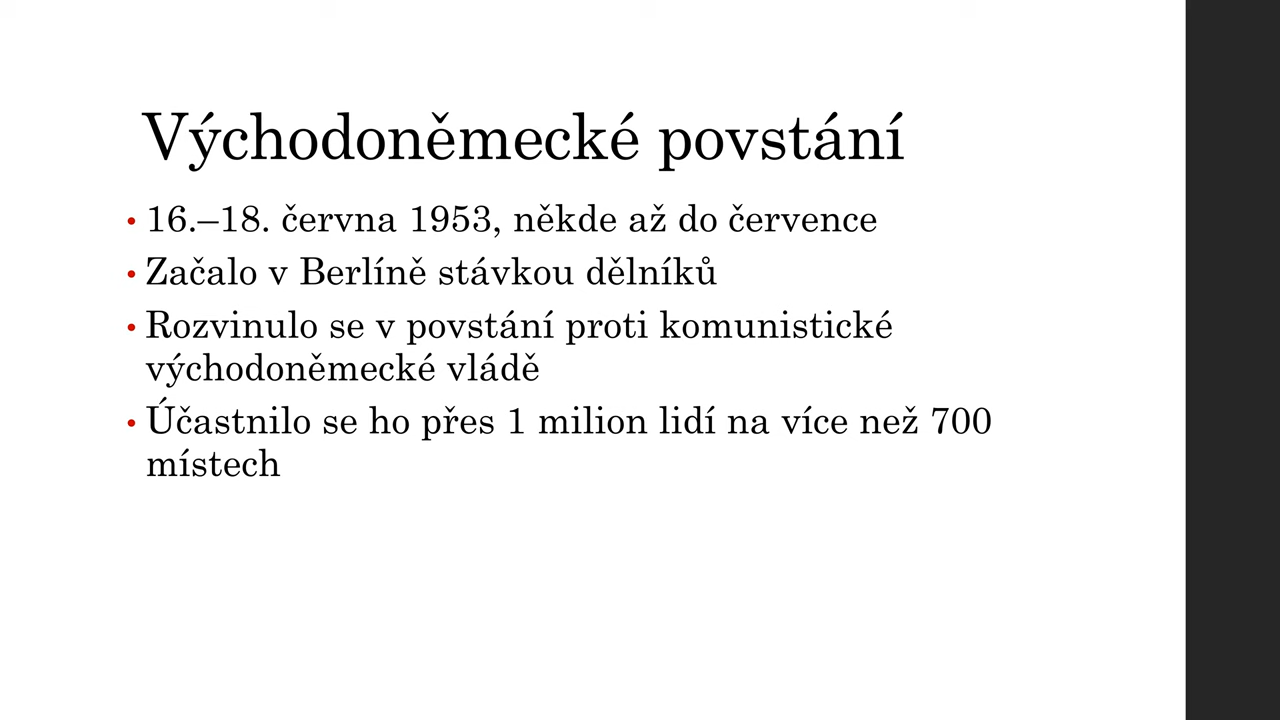 Východoněmecké povstání
• 16.–18. června 1953, někde až do července
• Začalo v Berlíně stávkou dělníků
• Rozvinulo se v povstání proti komunistické
východoněmecké vládě
• Účastnilo se ho přes 1 milion lidí na více než 700
místech